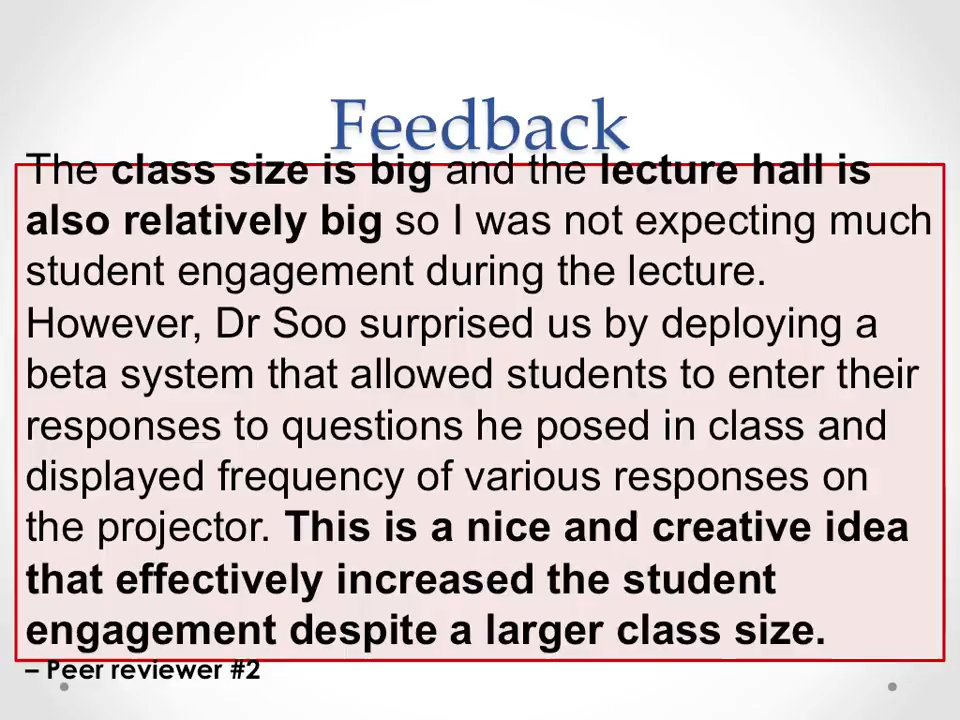 Feedback
The class size is big and the lecture hall is
also relatively big so I was not expecting much
student engagement during the lecture.
However, Dr Soo surprised us by deploying a
beta system that allowed students to enter their
responses to questions he posed in class and
displayed frequency of various responses on
the projector. This is a nice and creative idea
that effectively increased the student
engagement despite a larger class size.
– Peer reviewer #2